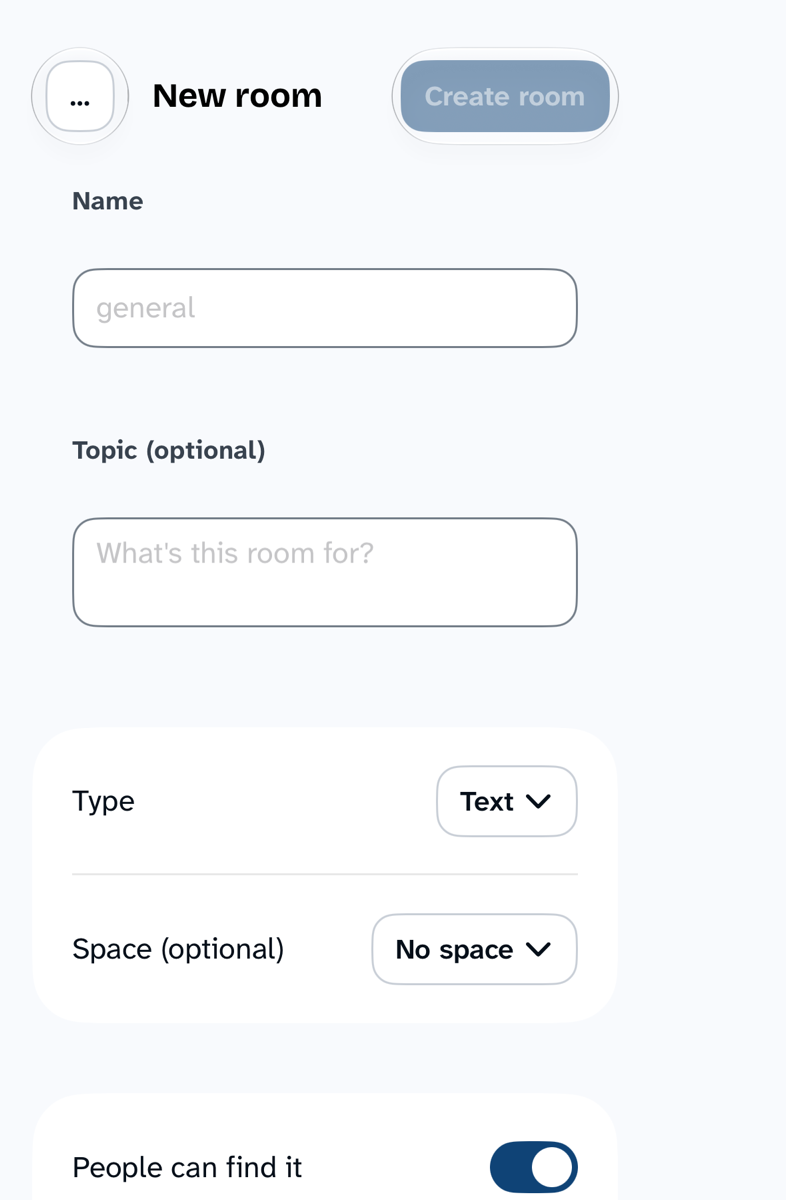 ...
New room
Create room
Name
general
Topic (optional)
What's this room for?
Type
Text
Space (optional)
No space
People can find it